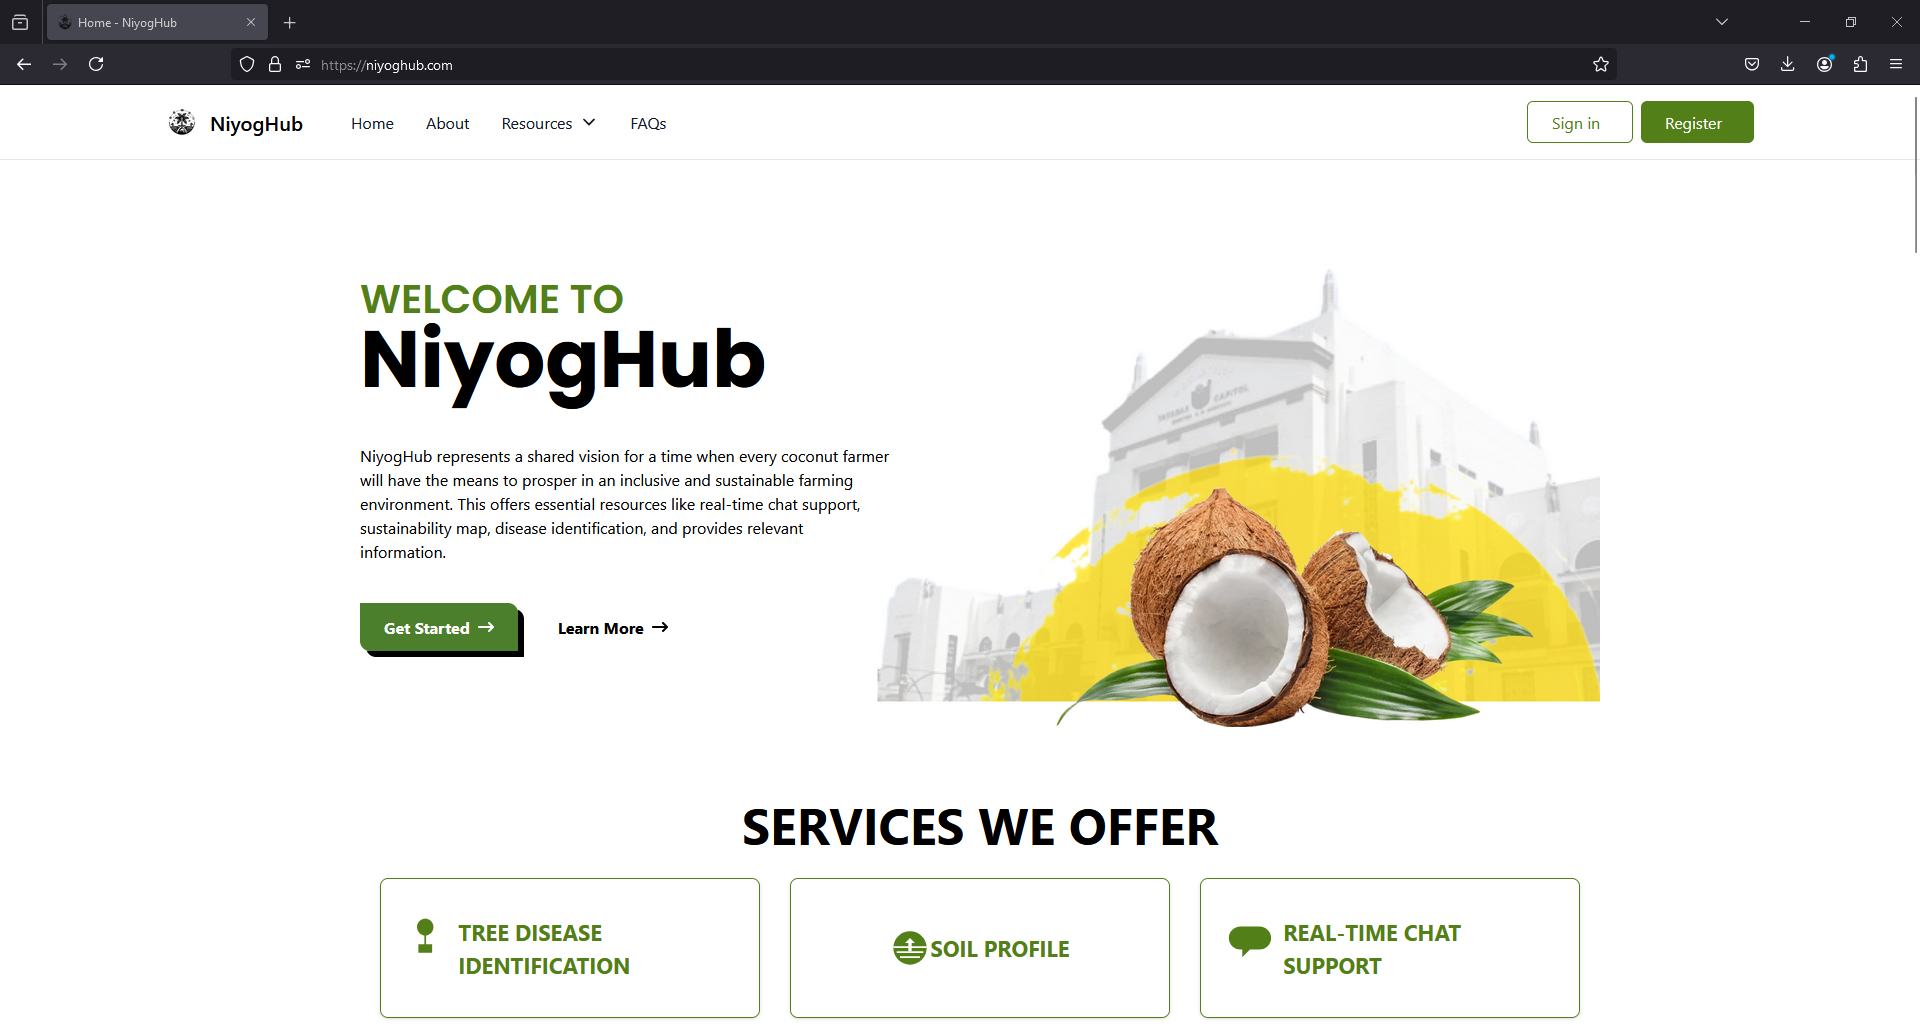 Home - NiyogHub
https://niyoghub.com
NiyogHub
Home
About
Resources
FAQs
Sign in
Register
WELCOME TO
NiyogHub
NiyogHub represents a shared vision for a time when every coconut farmer
will have the means to prosper in an inclusive and sustainable farming
environment. This offers essential resources like real-time chat support,
sustainability map, disease identification, and provides relevant
information.
Get Started →
Learn More →
CAPITOL
SERVICES WE OFFER
TREE DISEASE
IDENTIFICATION
SOIL PROFILE
REAL-TIME CHAT
SUPPORT